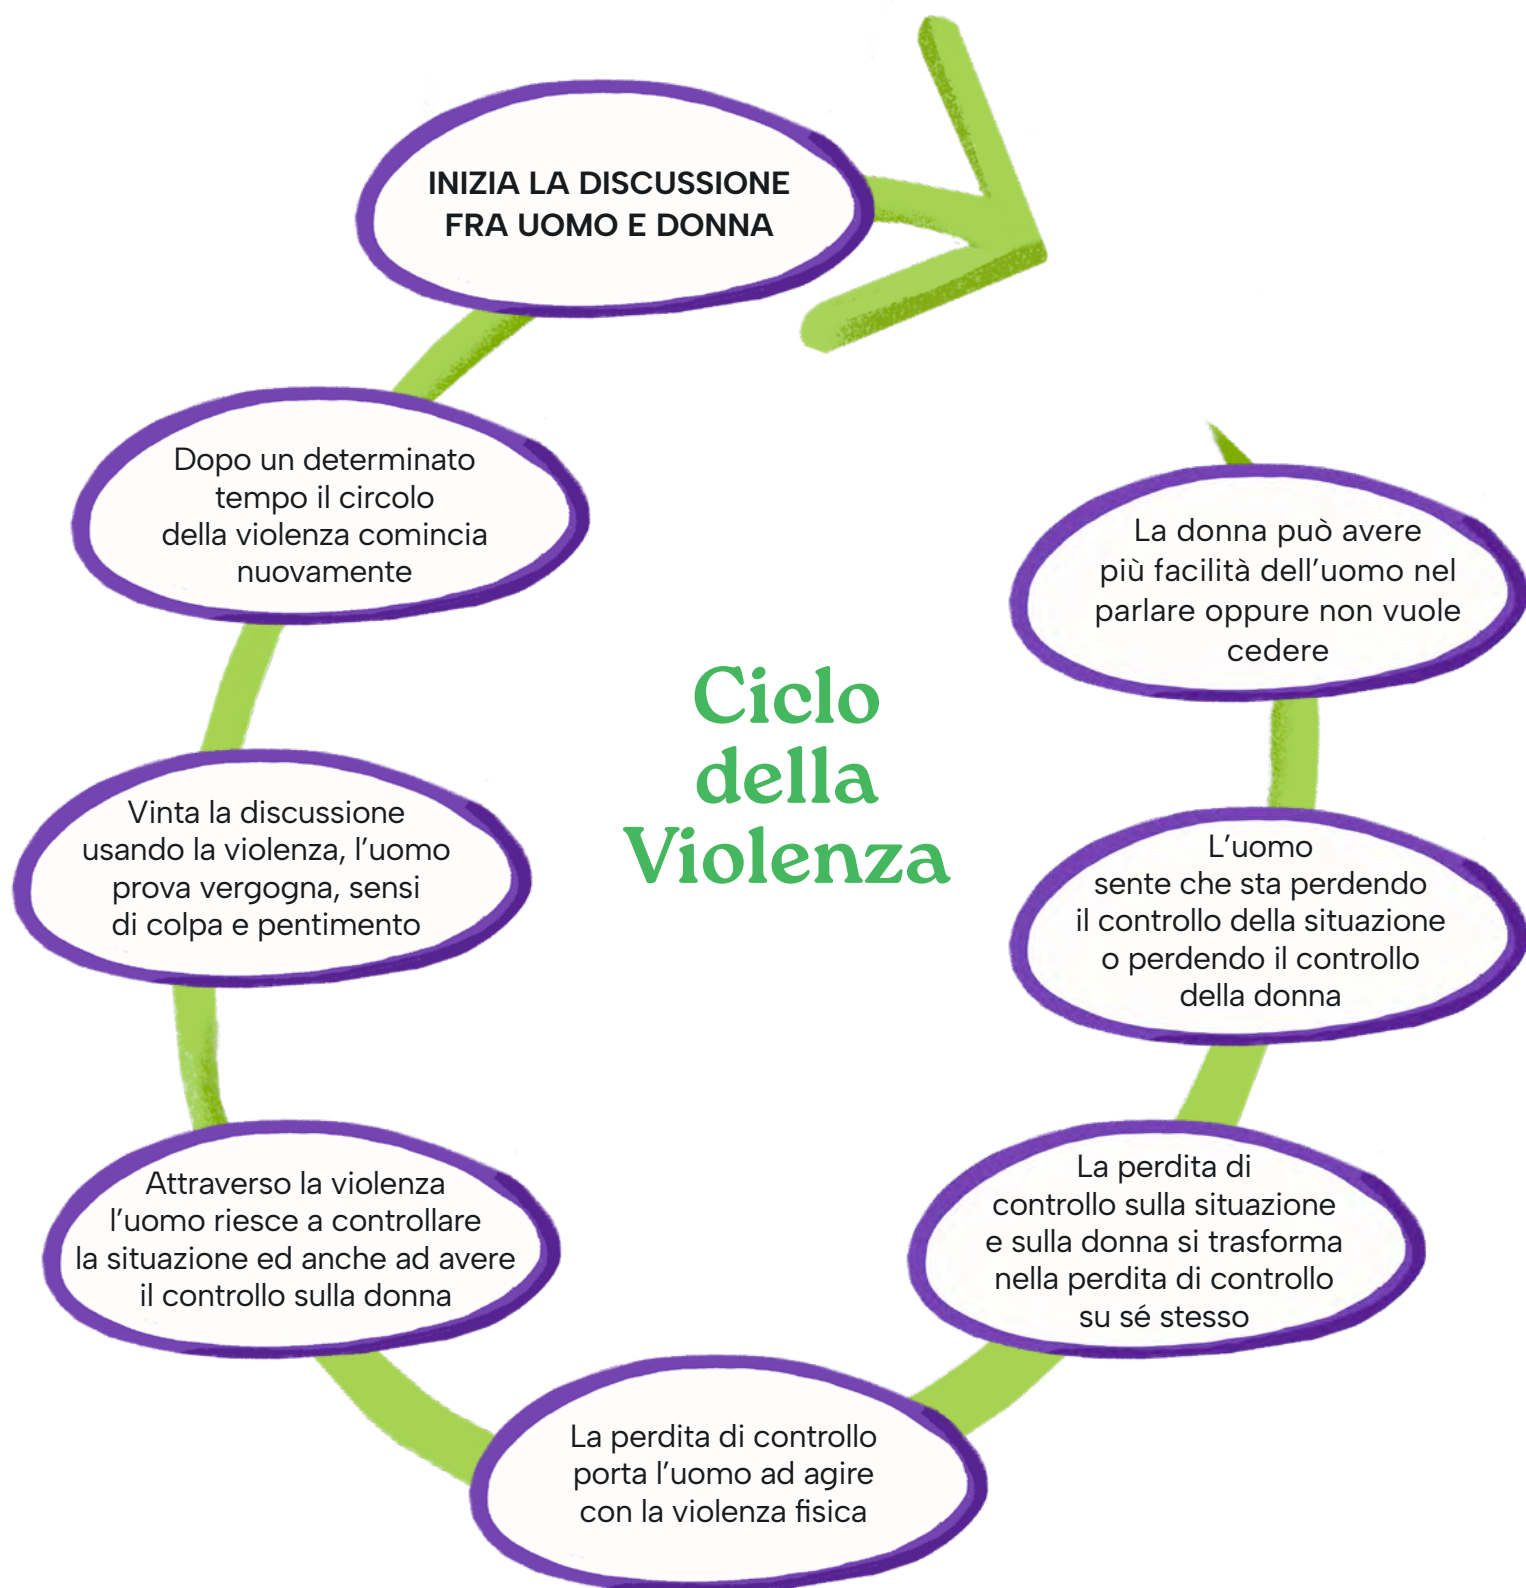 INIZIA LA DISCUSSIONE
FRA UOMO E DONNA
La donna può avere
più facilità dell'uomo nel
parlare oppure non vuole
cedere
L'uomo
sente che sta perdendo
il controllo della situazione
o perdendo il controllo
della donna
La perdita di
controllo sulla situazione
e sulla donna si trasforma
nella perdita di controllo
su sé stesso
La perdita di controllo
porta l'uomo ad agire
con la violenza fisica
Attraverso la violenza
l'uomo riesce a controllare
la situazione ed anche ad avere
il controllo sulla donna
Vinta la discussione
usando la violenza, l'uomo
prova vergogna, sensi
di colpa e pentimento
Dopo un determinato
tempo il circolo
della violenza comincia
nuovamente
Ciclo
della
Violenza